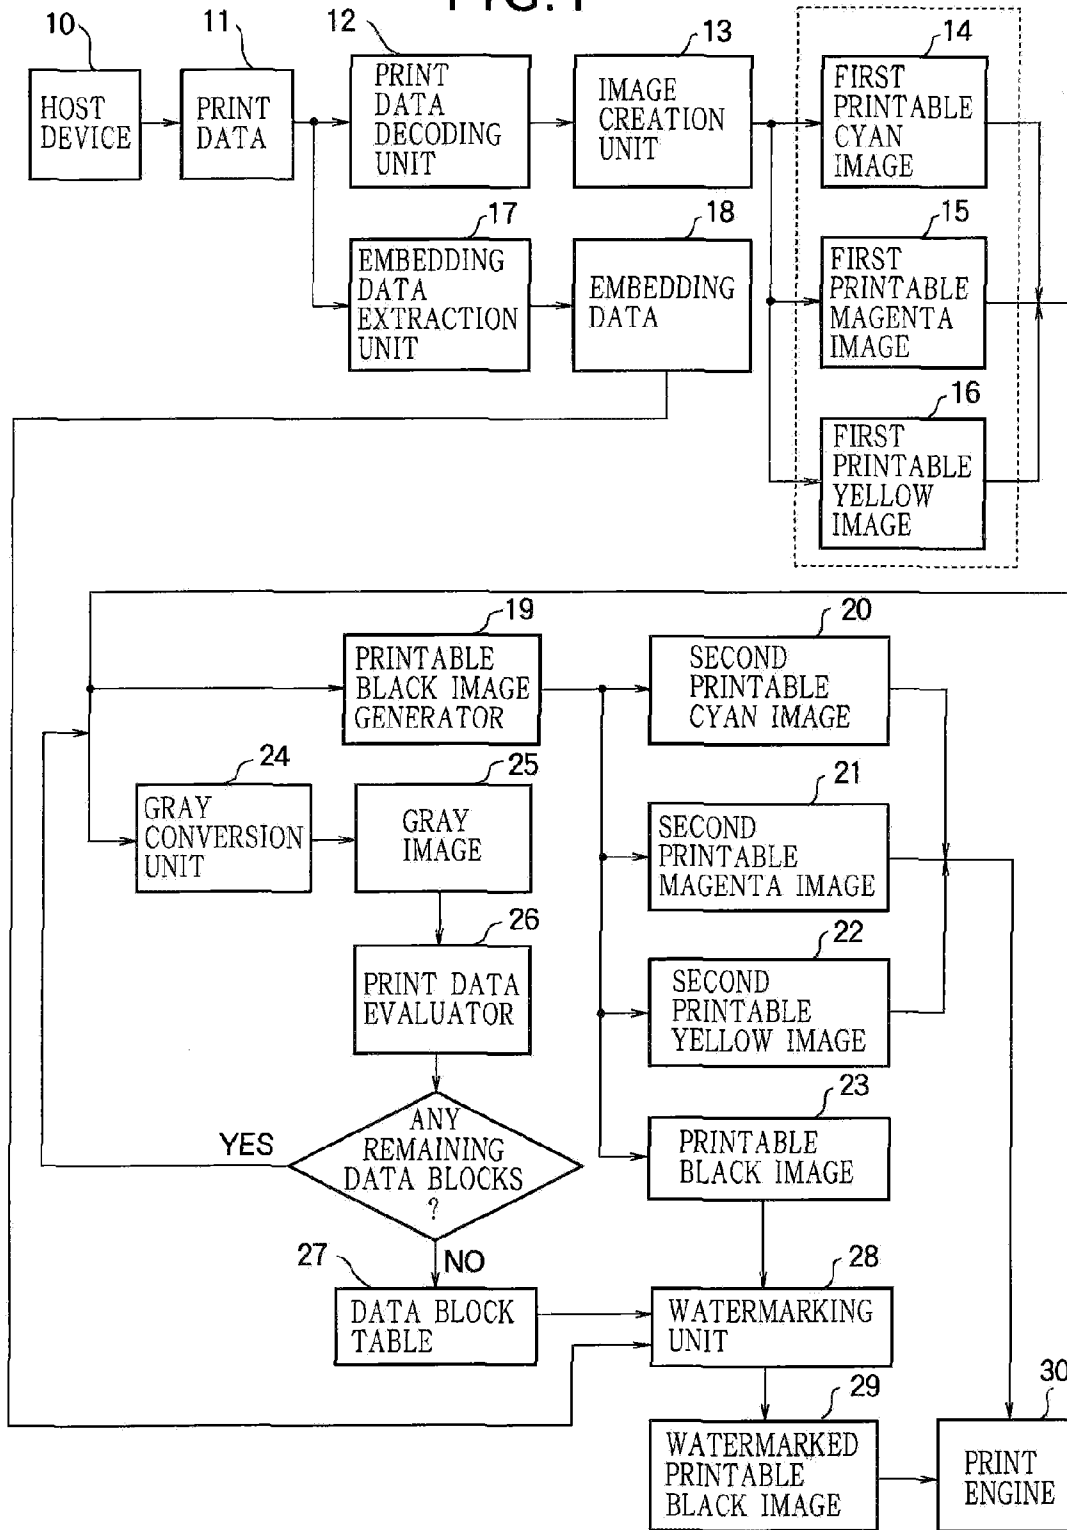 FIG. 1
10
11
12
13
14
HOST
DEVICE
PRINT
DATA
PRINT
DATA
DECODING
UNIT
IMAGE
CREATION
UNIT
FIRST
PRINTABLE
CYAN
IMAGE
17
18
15
EMBEDDING
DATA
EXTRACTION
UNIT
EMBEDDING
DATA
FIRST
PRINTABLE
MAGENTA
IMAGE
16
FIRST
PRINTABLE
YELLOW
IMAGE
19
20
PRINTABLE
BLACK IMAGE
GENERATOR
SECOND
PRINTABLE
CYAN IMAGE
24
25
21
GRAY
CONVERSION
UNIT
GRAY
IMAGE
SECOND
PRINTABLE
MAGENTA IMAGE
26
22
PRINT DATA
EVALUATOR
SECOND
PRINTABLE
YELLOW IMAGE
23
YES
ANY
REMAINING
DATA BLOCKS
?
PRINTABLE
BLACK IMAGE
NO
27
28
DATA BLOCK
TABLE
WATERMARKING
UNIT
29
30
WATERMARKED
PRINTABLE
BLACK IMAGE
PRINT
ENGINE